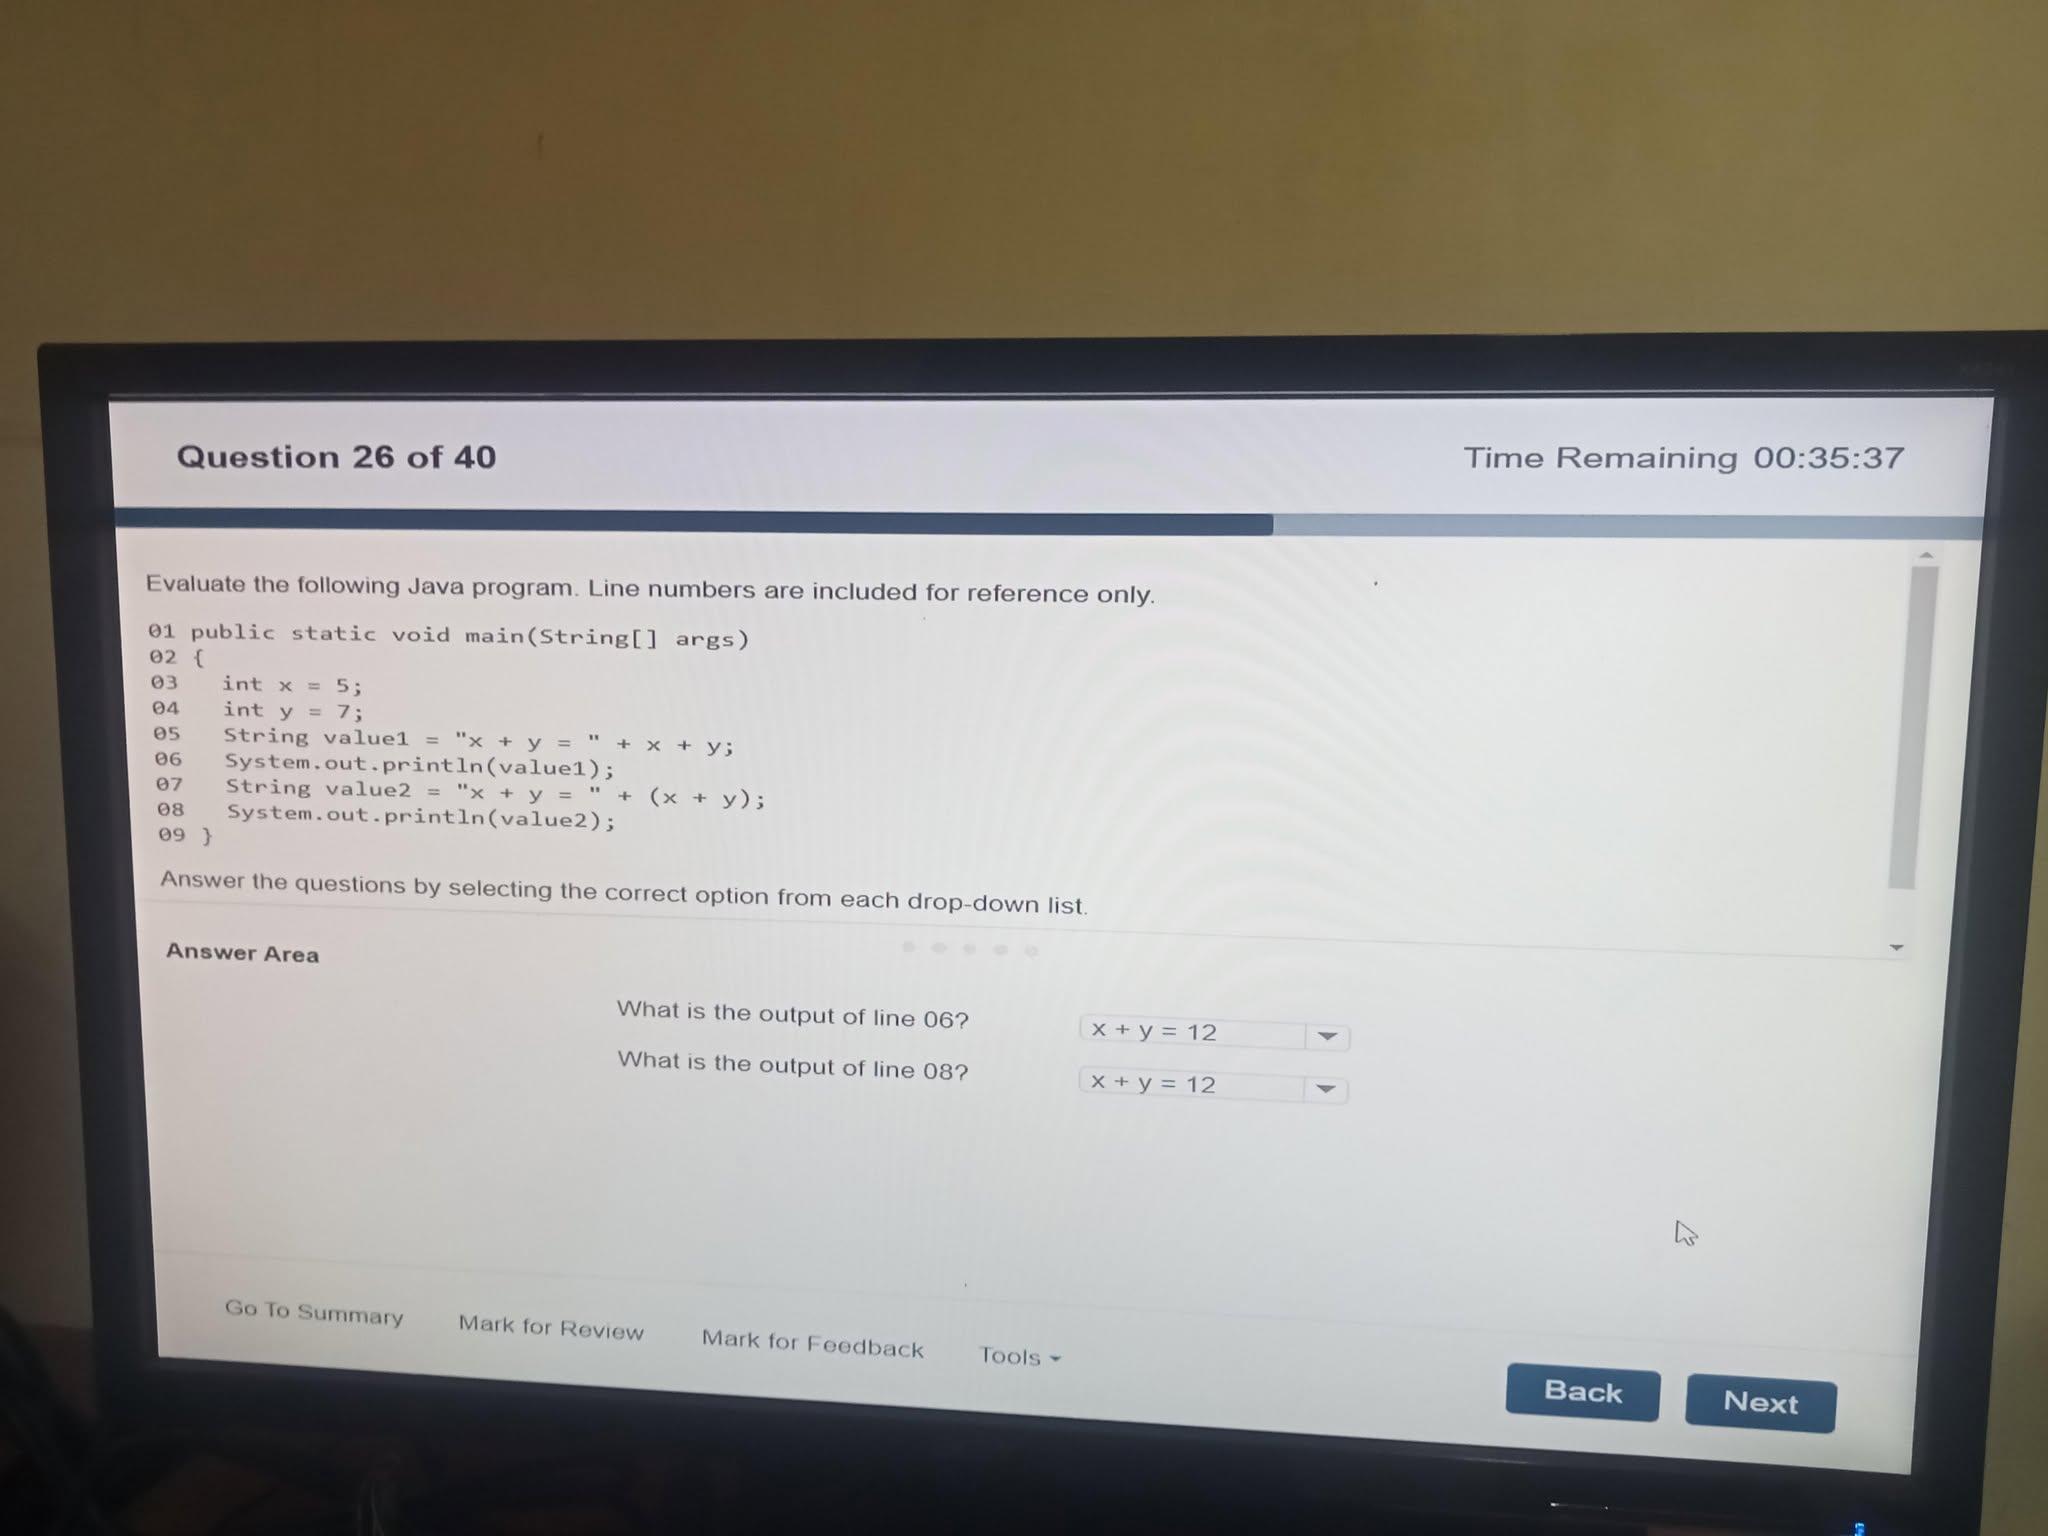 Question 26 of 40
Time Remaining 00:35:37
Evaluate the following Java program. Line numbers are included for reference only.
01 public static void main(String[] args)
02 {
03   int x = 5;
04   int y = 7;
05   String value1 = "x + y = " + x + y;
06   System.out.println(value1);
07   String value2 = "x + y = " + (x + y);
08   System.out.println(value2);
09 }
Answer the questions by selecting the correct option from each drop-down list.
Answer Area
What is the output of line 06? x + y = 12
What is the output of line 08? x + y = 12
Go To Summary Mark for Review Mark for Feedback Tools
Back Next